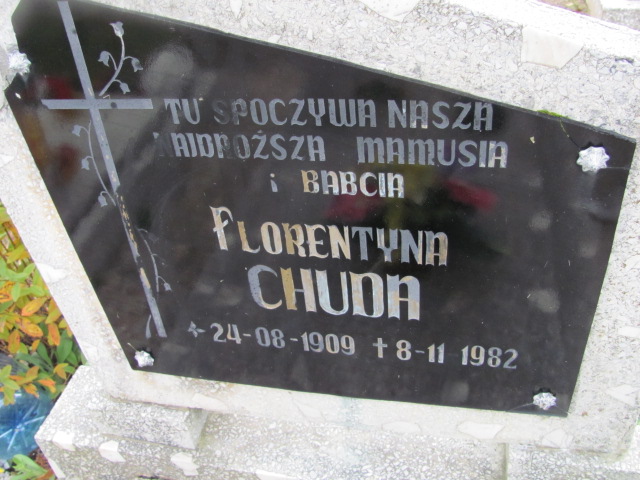 TU SPOCZYWA NASZA
NAJDROŻSZA MAMUSIA
i BABCIA
FLORENTYNA
CHUDA
* 24-08-1909 † 8-11 1982